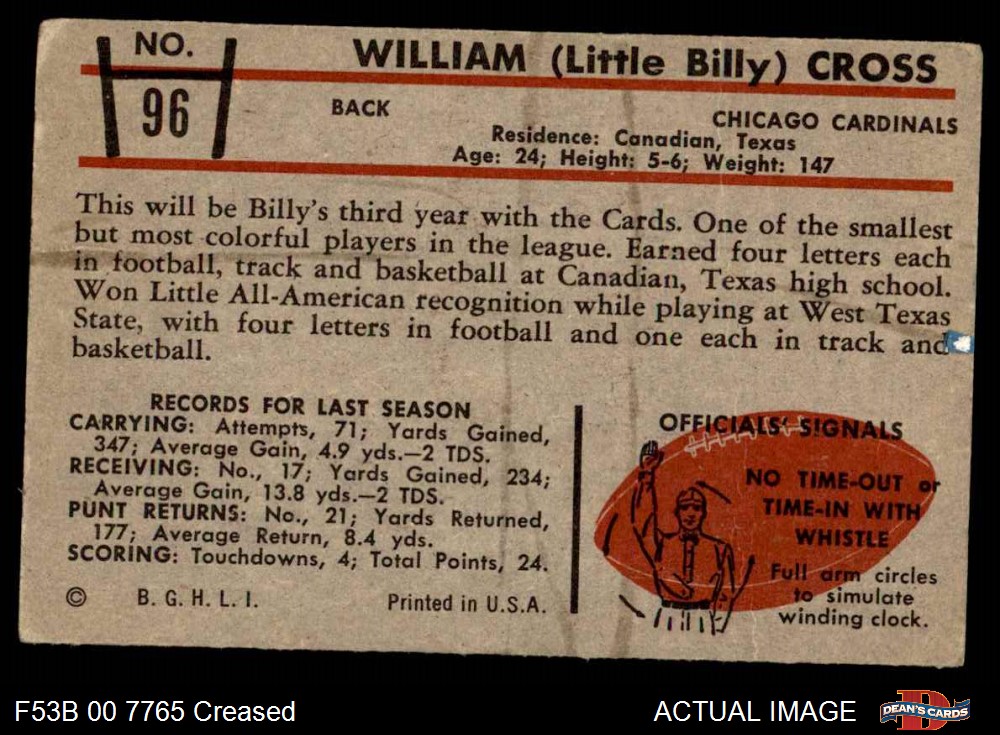 NO.
96
WILLIAM (Little Billy) CROSS
BACK
CHICAGO CARDINALS
Residence: Canadian, Texas
Age: 24; Height: 5-6; Weight: 147
This will be Billy's third year with the Cards. One of the smallest
but most colorful players in the league. Earned four letters each
in football, track and basketball at Canadian, Texas high school.
Won Little All-American recognition while playing at West Texas
State, with four letters in football and one each in track and
basketball.
RECORDS FOR LAST SEASON
CARRYING: Attempts, 71; Yards Gained,
347; Average Gain, 4.9 yds.—2 TDS.
RECEIVING: No., 17; Yards Gained, 234;
Average Gain, 13.8 yds.—2 TDS.
PUNT RETURNS: No., 21; Yards Returned,
177; Average Return, 8.4 yds.
SCORING: Touchdowns, 4; Total Points, 24.
© B. G. H. L. I. Printed in U.S.A.
OFFICIALS' SIGNALS
NO TIME-OUT or
TIME-IN WITH
WHISTLE
Full arm circles
to simulate
winding clock.
F53B 00 7765 Creased
ACTUAL IMAGE
D
DEAN'S CARDS